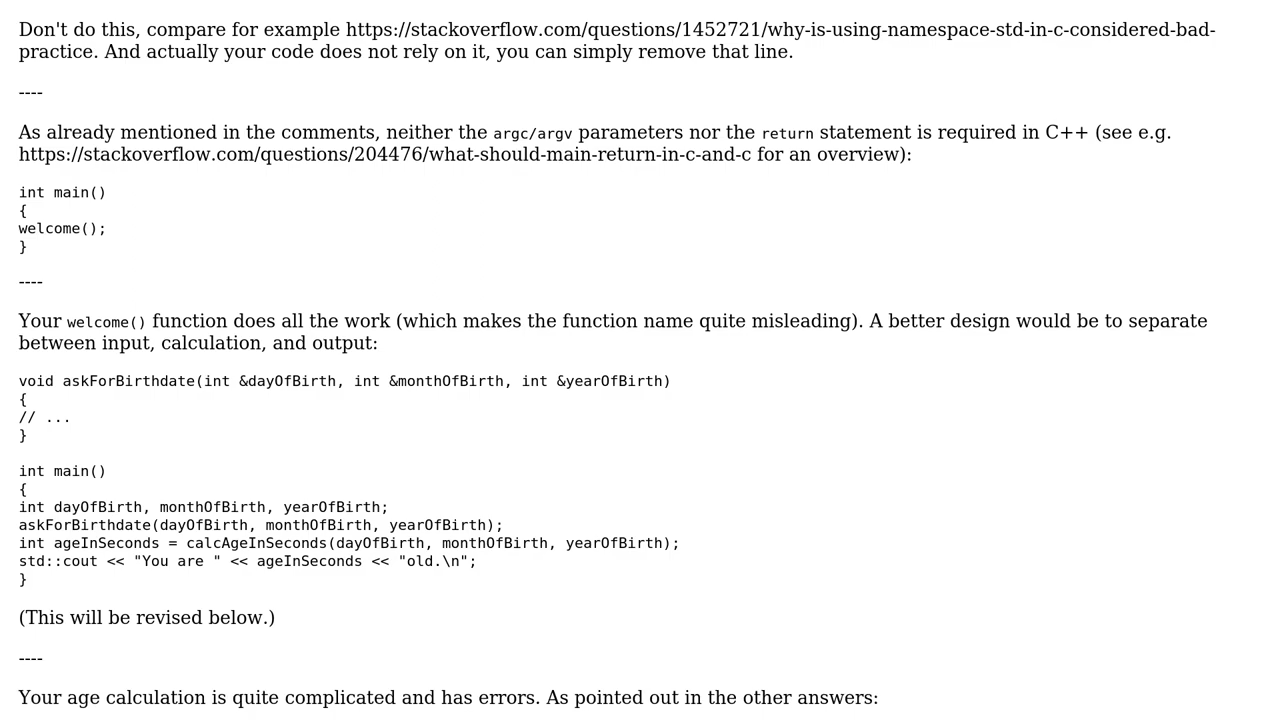 Don't do this, compare for example https://stackoverflow.com/questions/1452721/why-is-using-namespace-std-in-c-considered-bad-
practice. And actually your code does not rely on it, you can simply remove that line.
----
As already mentioned in the comments, neither the argc/argv parameters nor the return statement is required in C++ (see e.g.
https://stackoverflow.com/questions/204476/what-should-main-return-in-c-and-c for an overview):
int main()
{
welcome();
}
----
Your welcome() function does all the work (which makes the function name quite misleading). A better design would be to separate
between input, calculation, and output:
void askForBirthdate(int &dayOfBirth, int &monthOfBirth, int &yearOfBirth)
{
// ...
}
int main()
{
int dayOfBirth, monthOfBirth, yearOfBirth;
askForBirthdate(dayOfBirth, monthOfBirth, yearOfBirth);
int ageInSeconds = calcAgeInSeconds(dayOfBirth, monthOfBirth, yearOfBirth);
std::cout << "You are " << ageInSeconds << "old.\n";
}
(This will be revised below.)
----
Your age calculation is quite complicated and has errors. As pointed out in the other answers: